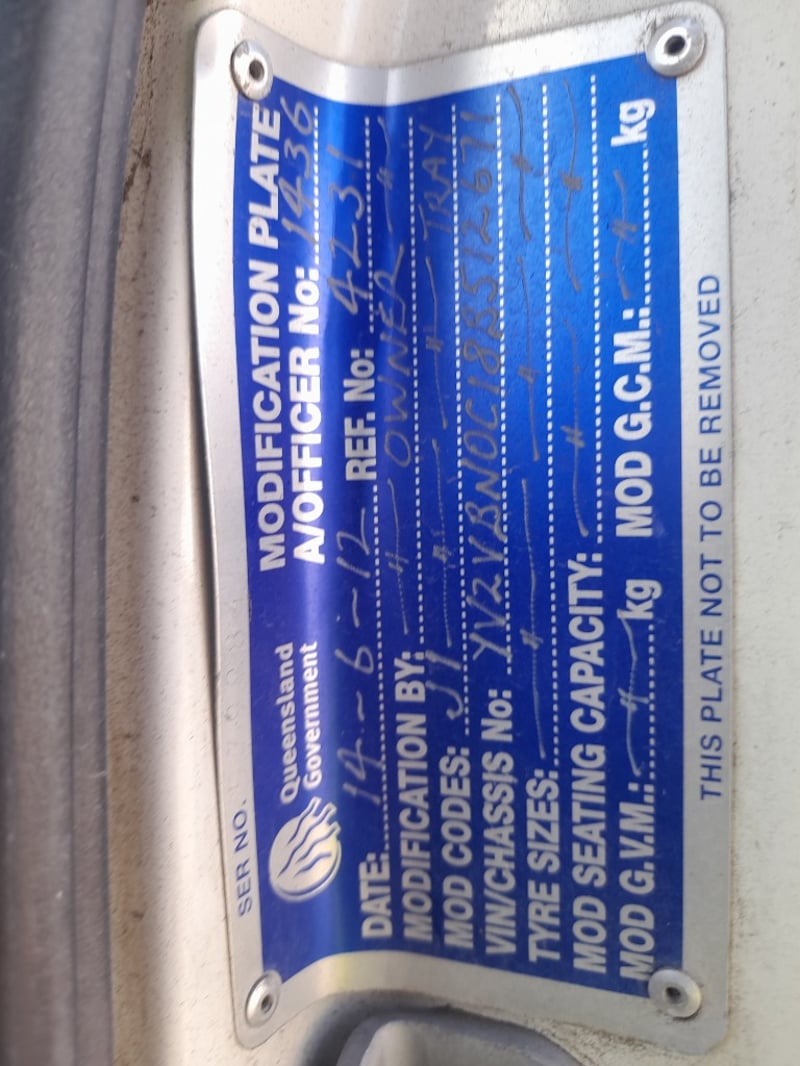 SER NO.
Queensland
Government
MODIFICATION PLATE
A/OFFICER No: 1436
DATE: 14-6-12 REF. No: 4231
MODIFICATION BY: — " — OWNER — "
MOD CODES: J1 — " — " — TRAY
VIN/CHASSIS No: YV2VBN0C18B512671
TYRE SIZES: — " — " — " —
MOD SEATING CAPACITY: — " — " — " —
MOD G.V.M.: — " — kg MOD G.C.M.: — " — kg
THIS PLATE NOT TO BE REMOVED